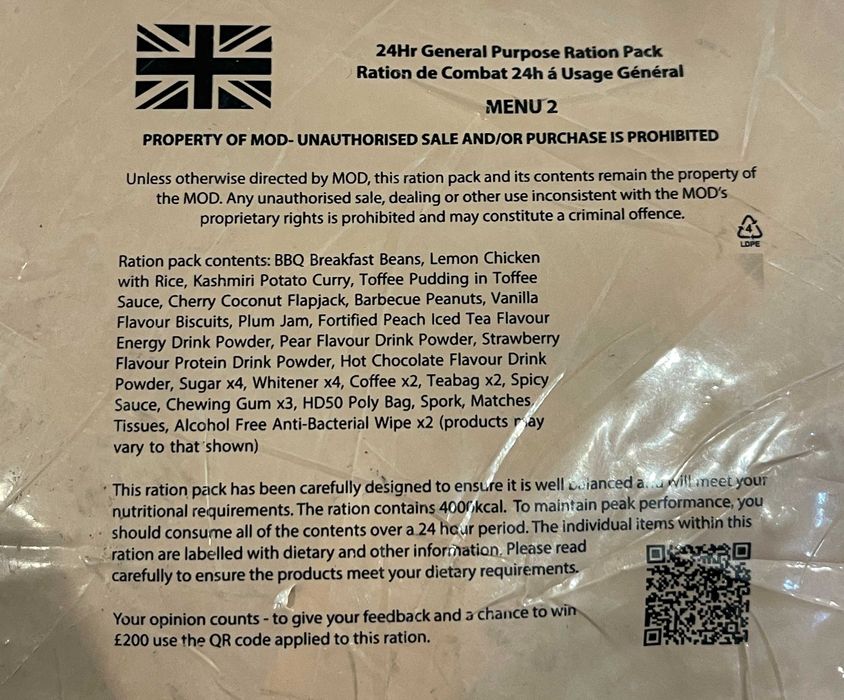 24Hr General Purpose Ration Pack
Ration de Combat 24h á Usage Général
MENU 2
PROPERTY OF MOD- UNAUTHORISED SALE AND/OR PURCHASE IS PROHIBITED
Unless otherwise directed by MOD, this ration pack and its contents remain the property of
the MOD. Any unauthorised sale, dealing or other use inconsistent with the MOD's
proprietary rights is prohibited and may constitute a criminal offence.
4
LDPE
Ration pack contents: BBQ Breakfast Beans, Lemon Chicken
with Rice, Kashmiri Potato Curry, Toffee Pudding in Toffee
Sauce, Cherry Coconut Flapjack, Barbecue Peanuts, Vanilla
Flavour Biscuits, Plum Jam, Fortified Peach Iced Tea Flavour
Energy Drink Powder, Pear Flavour Drink Powder, Strawberry
Flavour Protein Drink Powder, Hot Chocolate Flavour Drink
Powder, Sugar x4, Whitener x4, Coffee x2, Teabag x2, Spicy
Sauce, Chewing Gum x3, HD50 Poly Bag, Spork, Matches,
Tissues, Alcohol Free Anti-Bacterial Wipe x2 (products may
vary to that shown)
This ration pack has been carefully designed to ensure it is well balanced and will meet your
nutritional requirements. The ration contains 4000kcal. To maintain peak performance, you
should consume all of the contents over a 24 hour period. The individual items within this
ration are labelled with dietary and other information. Please read
carefully to ensure the products meet your dietary requirements.
Your opinion counts - to give your feedback and a chance to win
£200 use the QR code applied to this ration.